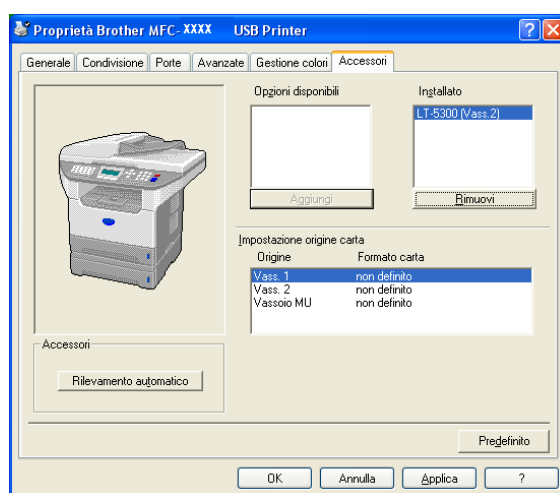 Proprietà Brother MFC-XXXX USB Printer
Generale Condivisione Porte Avanzate Gestione colori Accessori
Opzioni disponibili
Installato
LT-5300 (Vass.2)
Aggiungi
Rimuovi
Impostazione origine carta
Origine Formato carta
Vass. 1 non definito
Vass. 2 non definito
Vassoio MU non definito
Accessori
Rilevamento automatico
Predefinito
OK Annulla Applica ?